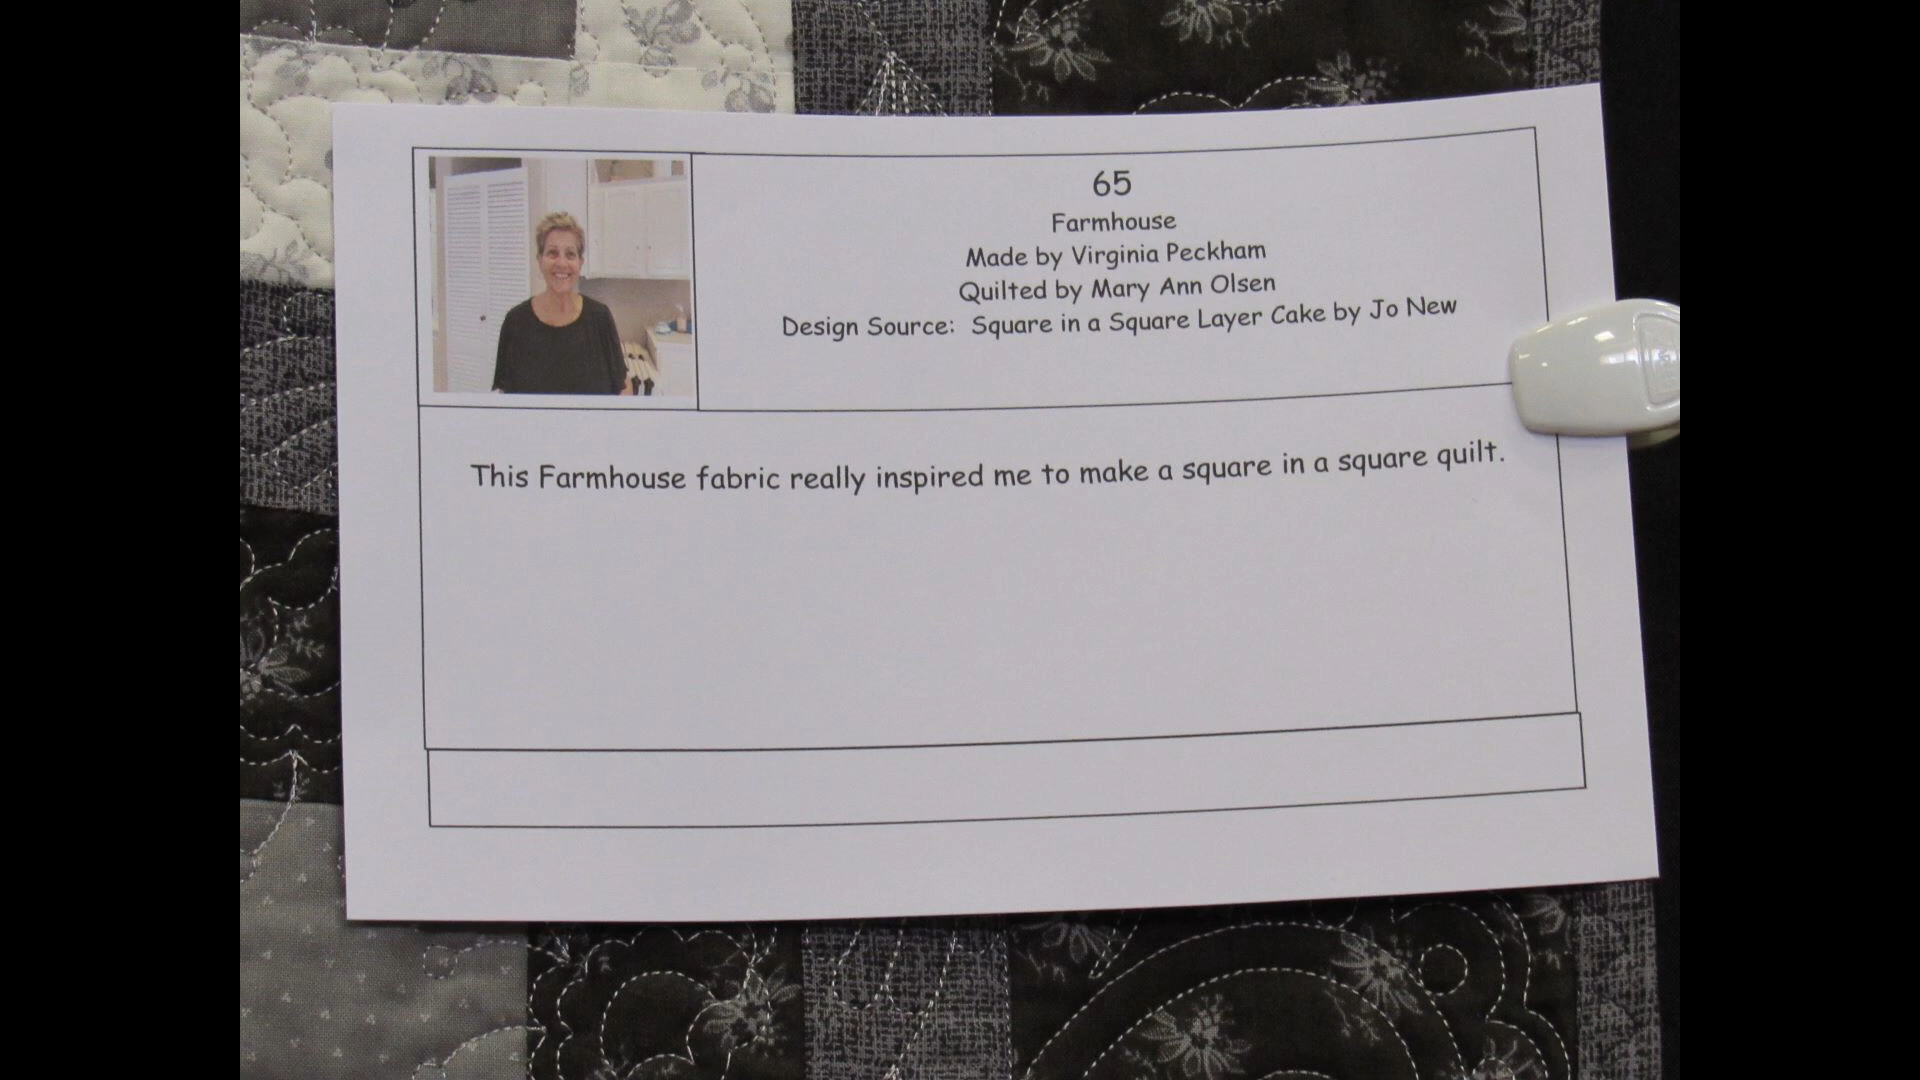 65
Farmhouse
Made by Virginia Peckham
Quilted by Mary Ann Olsen
Design Source:  Square in a Square Layer Cake by Jo New
This Farmhouse fabric really inspired me to make a square in a square quilt.